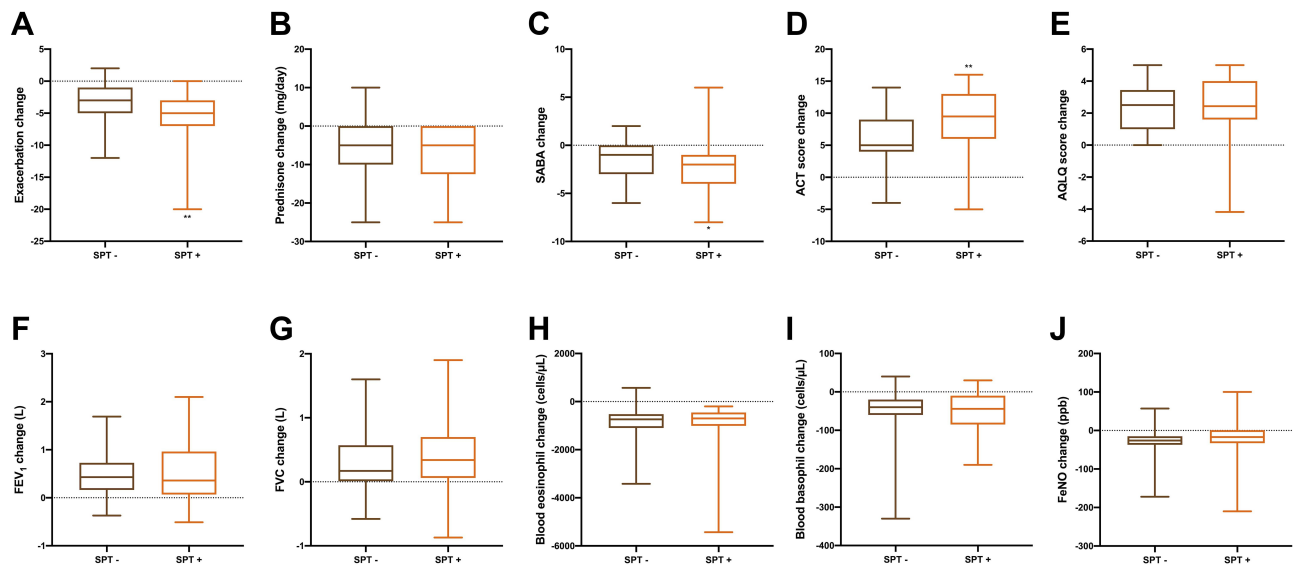 A
Exacerbation change
5
0
-5
-10
-15
-20
-25
**
SPT -
SPT +
B
Prednisone change (mg/day)
20
10
0
-10
-20
-30
SPT -
SPT +
C
SABA change
10
5
0
-5
-10
*
SPT -
SPT +
D
ACT score change
20
15
10
5
0
-5
-10
**
SPT -
SPT +
E
AQLQ score change
6
4
2
0
-2
-4
-6
SPT -
SPT +
F
FEV₁ change (L)
3
2
1
0
-1
SPT -
SPT +
G
FVC change (L)
2
1
0
-1
SPT -
SPT +
H
Blood eosinophil change (cells/µL)
2000
0
-2000
-4000
-6000
SPT -
SPT +
I
Blood basophil change (cells/µL)
100
0
-100
-200
-300
-400
SPT -
SPT +
J
FeNO change (ppb)
200
100
0
-100
-200
-300
SPT -
SPT +